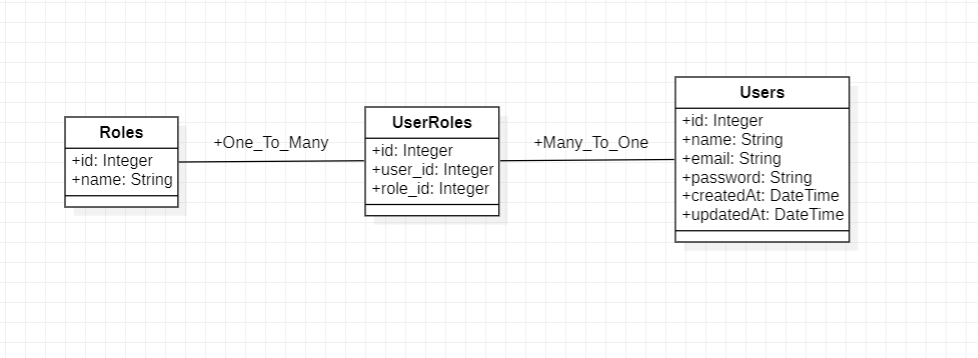 Roles
+id: Integer
+name: String
+One_To_Many
UserRoles
+id: Integer
+user_id: Integer
+role_id: Integer
+Many_To_One
Users
+id: Integer
+name: String
+email: String
+password: String
+createdAt: DateTime
+updatedAt: DateTime